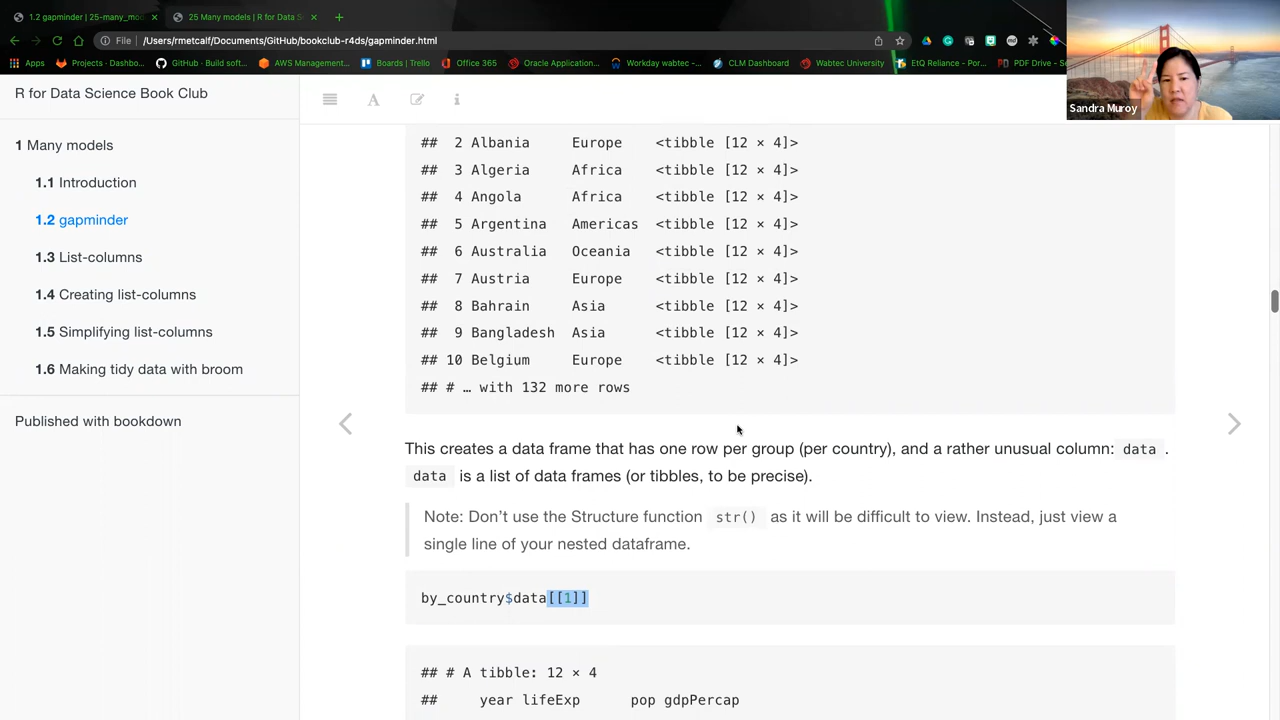 1.2 gapminder | 25-many_mo
25 Many models | R for Data S
File | /Users/rmetcalf/Documents/GitHub/bookclub-r4ds/gapminder.html
Apps
Projects - Dashbo...
GitHub - Build soft...
AWS Management...
Boards | Trello
Office 365
Oracle Application...
Workday wabtec -...
CLM Dashboard
Wabtec University
EtQ Reliance - Por...
PDF Drive - Se
Sandra Muroy
R for Data Science Book Club
1 Many models
1.1 Introduction
1.2 gapminder
1.3 List-columns
1.4 Creating list-columns
1.5 Simplifying list-columns
1.6 Making tidy data with broom
Published with bookdown
## 2 Albania Europe <tibble [12 × 4]>
## 3 Algeria Africa <tibble [12 × 4]>
## 4 Angola Africa <tibble [12 × 4]>
## 5 Argentina Americas <tibble [12 × 4]>
## 6 Australia Oceania <tibble [12 × 4]>
## 7 Austria Europe <tibble [12 × 4]>
## 8 Bahrain Asia <tibble [12 × 4]>
## 9 Bangladesh Asia <tibble [12 × 4]>
## 10 Belgium Europe <tibble [12 × 4]>
## # … with 132 more rows
This creates a data frame that has one row per group (per country), and a rather unusual column: data .
data is a list of data frames (or tibbles, to be precise).
Note: Don’t use the Structure function str() as it will be difficult to view. Instead, just view a
single line of your nested dataframe.
by_country$data[[1]]
## # A tibble: 12 × 4
## year lifeExp pop gdpPercap